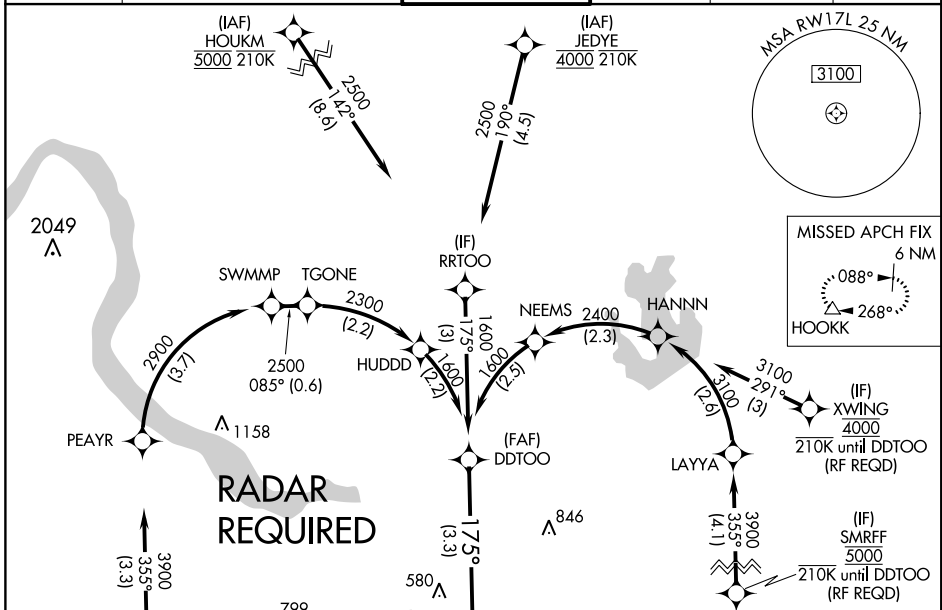 (IAF)
HOUKM
5000 210K
2500
142°
(8.6)
(IAF)
JEDYE
4000 210K
2500
190°
(4.5)
MSA RW17L 25 NM
3100
2049
MISSED APCH FIX
6 NM
088°
268°
HOOKK
(IF)
RRTOO
1600
175°
(3)
SWMMP
TGONE
2300
(2.2)
2900
(3.7)
2500
085° (0.6)
HUDDD
1600
(2.2)
NEEMS
2400
(2.3)
HANNN
1600
(2.5)
3100
(2.6)
3100
291°
(3)
(IF)
XWING
4000
210K until DDTOO
(RF REQD)
PEAYR
1158
(FAF)
DDTOO
LAYYA
RADAR
REQUIRED
175°
(3.3)
846
3900
355°
(4.1)
(IF)
SMRFF
5000
210K until DDTOO
(RF REQD)
3900
355°
(3.3)
580
799